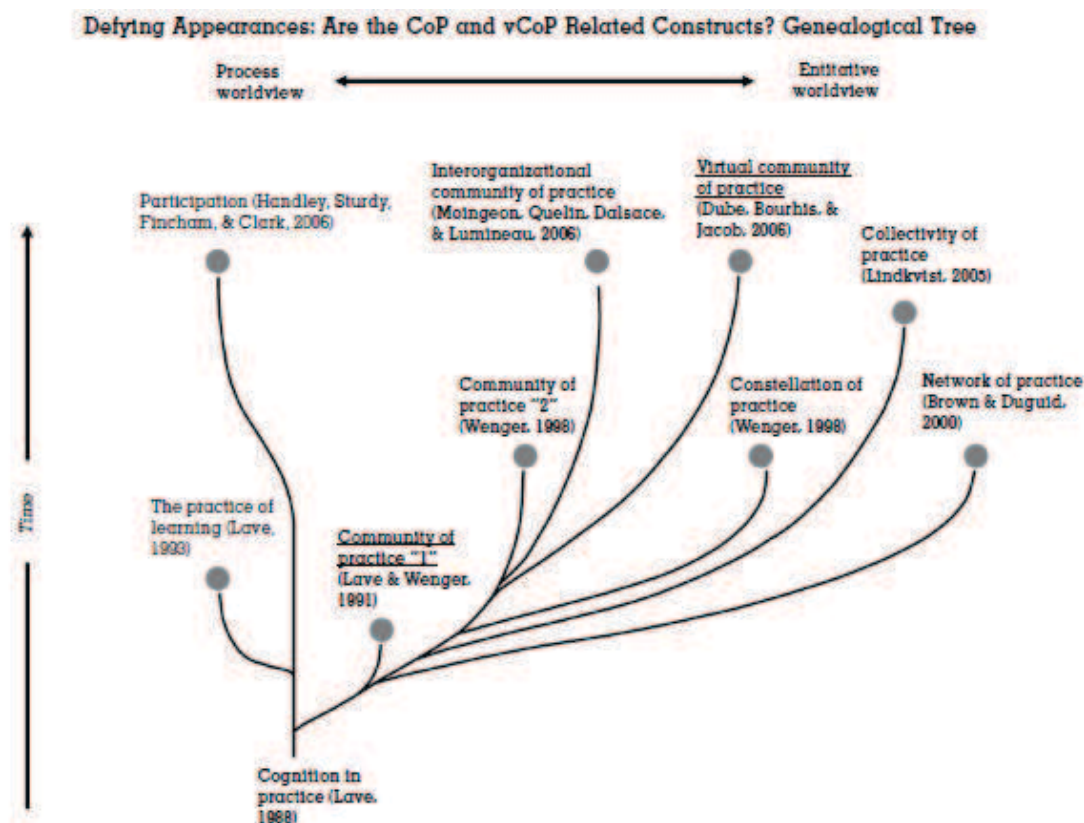 Defying Appearances: Are the CoP and vCoP Related Constructs? Genealogical Tree
Process
worldview
Entitative
worldview
Participation (Handley, Sturdy,
Fincham, & Clark, 2006)
Interorganizational
community of practice
(Moingeon, Quelin, Dalsace,
& Lumineau, 2006)
Virtual community
of practice
(Dube, Bourhis, &
Jacob, 2006)
Collectivity of
practice
(Lindkvist, 2005)
Community of
practice "2"
(Wenger, 1998)
Constellation of
practice
(Wenger, 1998)
Network of practice
(Brown & Duguid,
2000)
Time
The practice of
learning (Lave,
1993)
Community of
practice "1"
(Lave & Wenger,
1991)
Cognition in
practice (Lave,
1988)